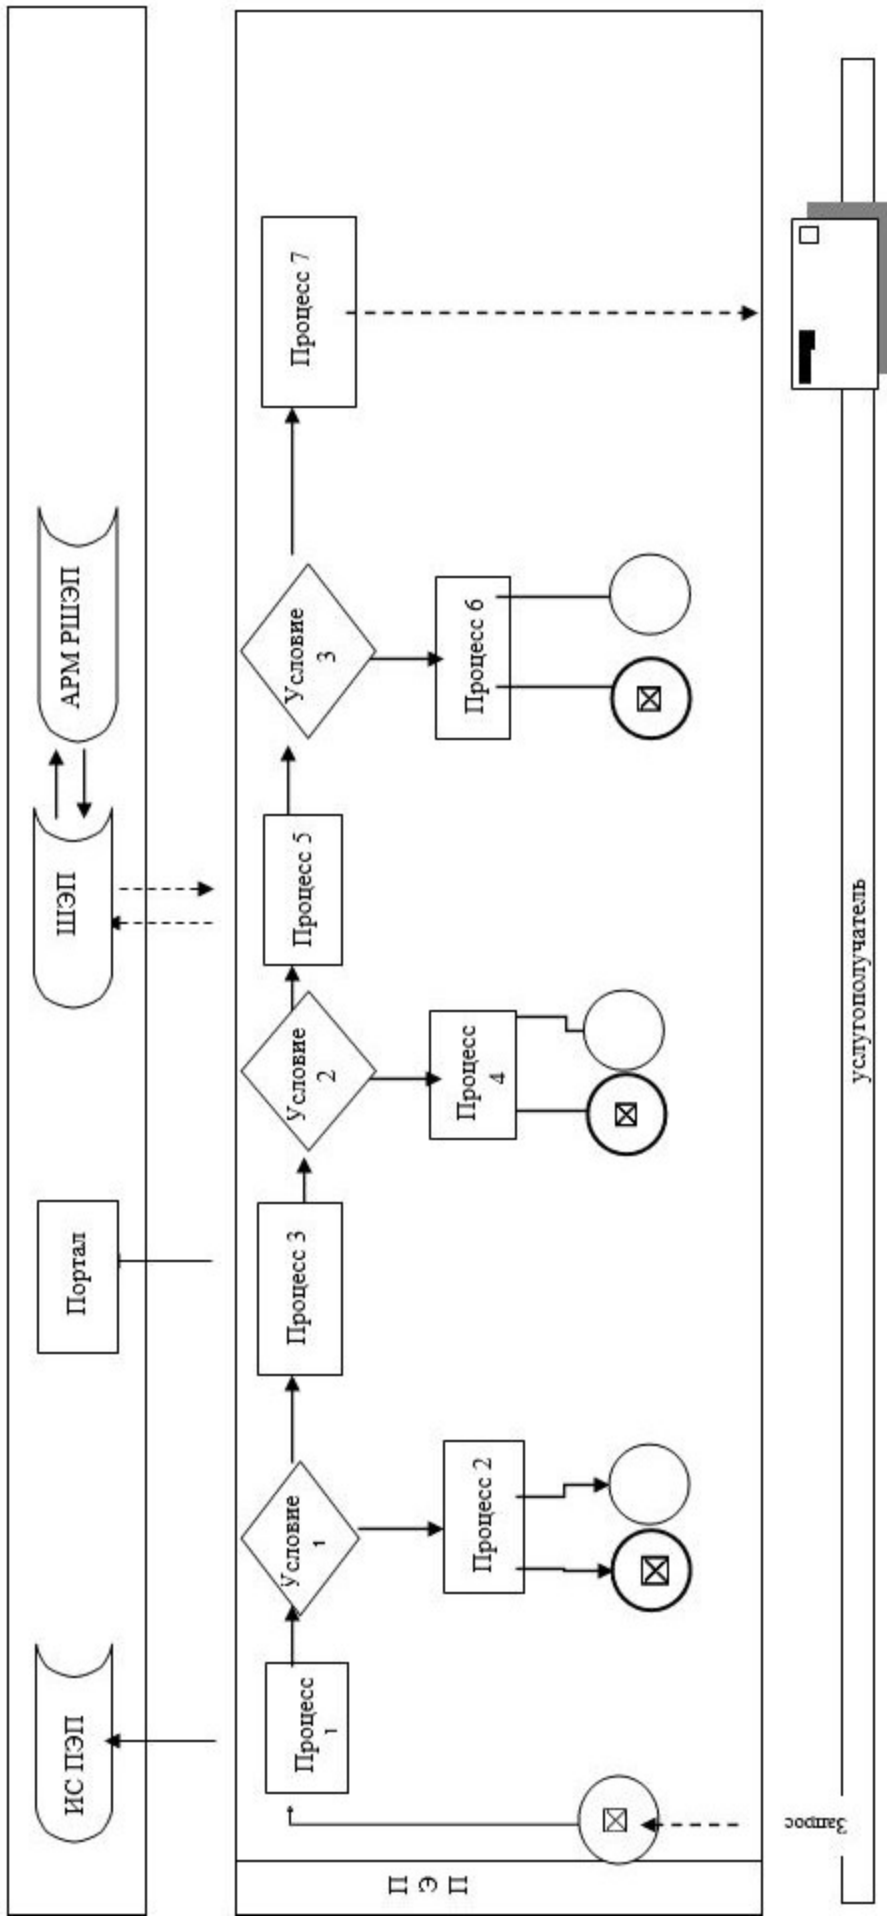 ИС ПЭП
Портал
ШЭП
АРМ РШЭП
ПЭП
Процесс
1
Условие
1
Процесс 3
Условие
2
Процесс 5
Условие
3
Процесс 7
Процесс 2
Процесс
4
Процесс 6
Запрос
услугополучатель